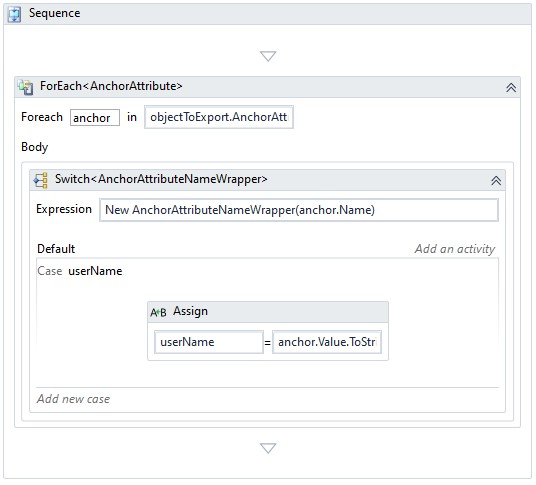 Sequence
ForEach<AnchorAttribute>
Foreach anchor in objectToExport.AnchorAtt
Body
Switch<AnchorAttributeNameWrapper>
Expression New AnchorAttributeNameWrapper(anchor.Name)
Default Add an activity
Case userName
A+B Assign
userName = anchor.Value.ToStr
Add new case